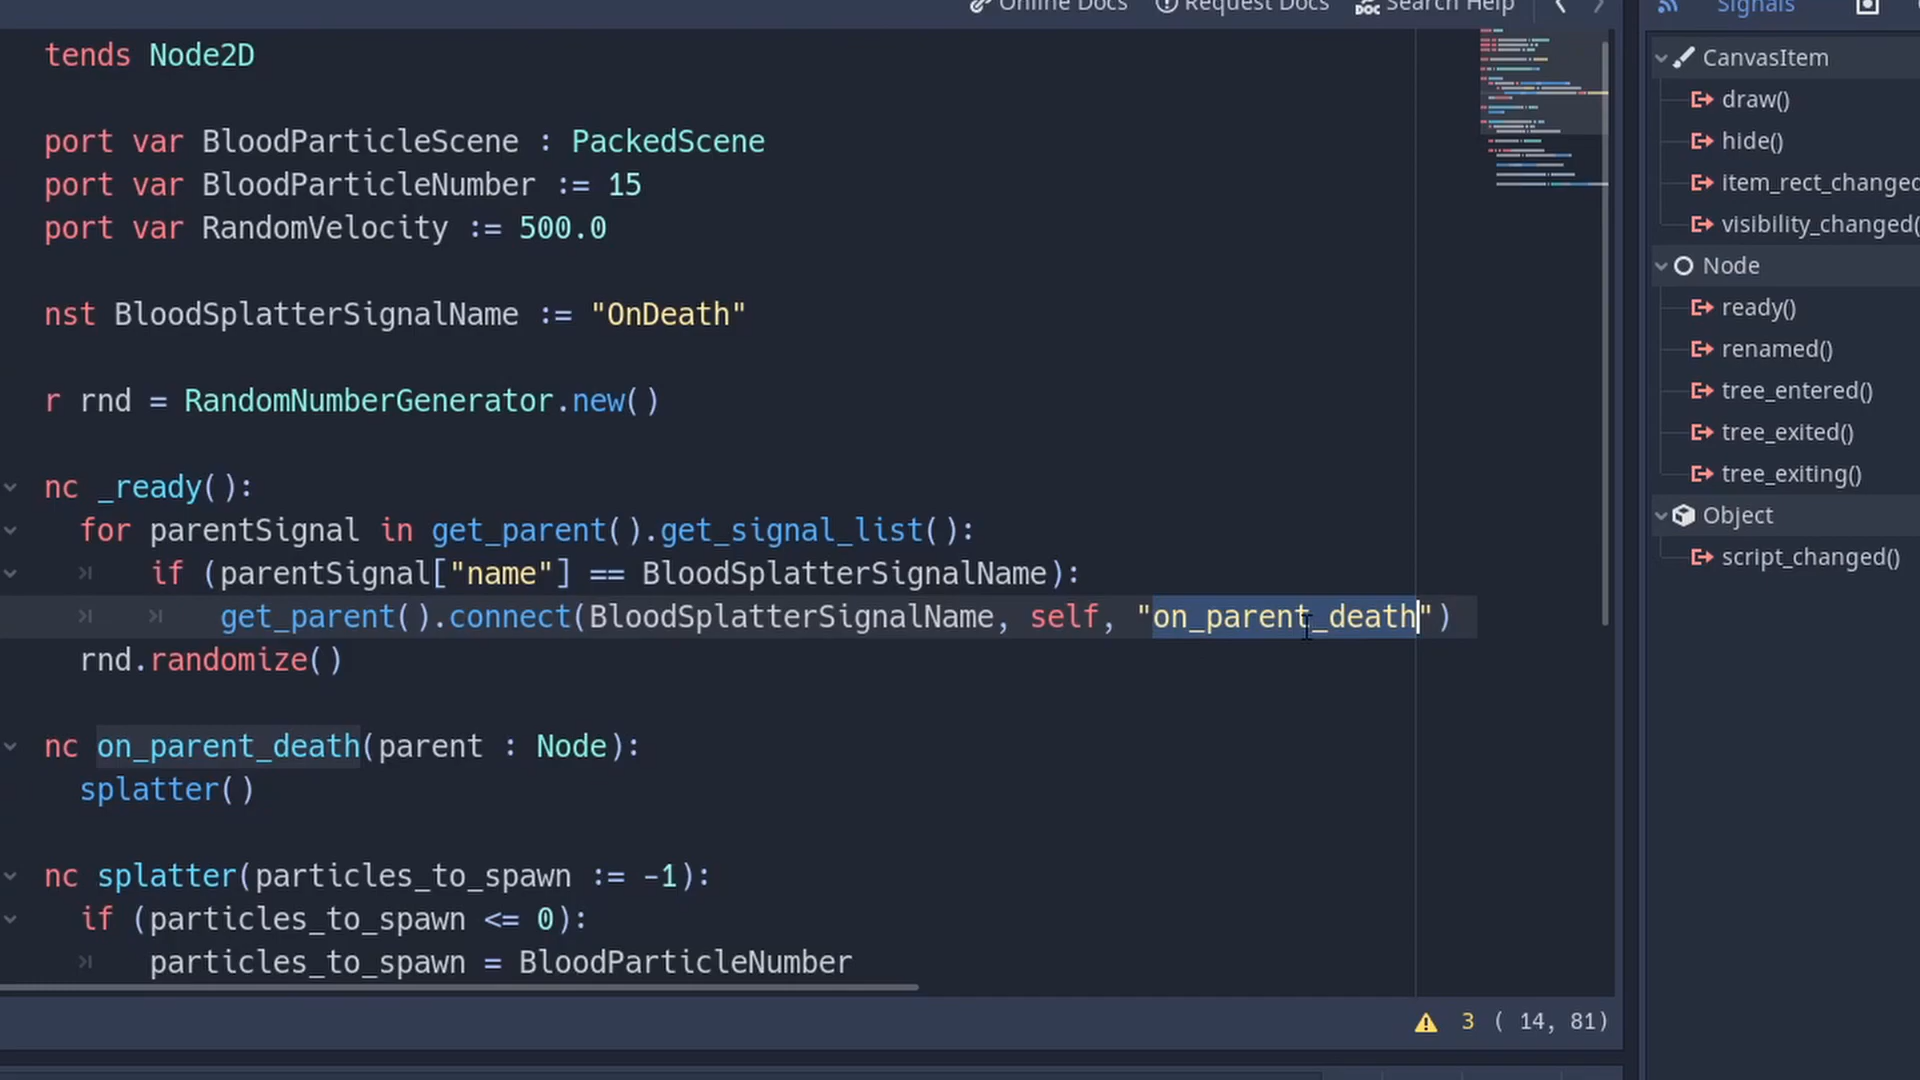 Online Docs Request Docs Search Help Signals
tends Node2D
port var BloodParticleScene : PackedScene
port var BloodParticleNumber := 15
port var RandomVelocity := 500.0
nst BloodSplatterSignalName := "OnDeath"
r rnd = RandomNumberGenerator.new()
nc _ready():
for parentSignal in get_parent().get_signal_list():
if (parentSignal["name"] == BloodSplatterSignalName):
get_parent().connect(BloodSplatterSignalName, self, "on_parent_death")
rnd.randomize()
nc on_parent_death(parent : Node):
splatter()
nc splatter(particles_to_spawn := -1):
if (particles_to_spawn <= 0):
particles_to_spawn = BloodParticleNumber
3 ( 14, 81)
CanvasItem
draw()
hide()
item_rect_changed
visibility_changed(
Node
ready()
renamed()
tree_entered()
tree_exited()
tree_exiting()
Object
script_changed()